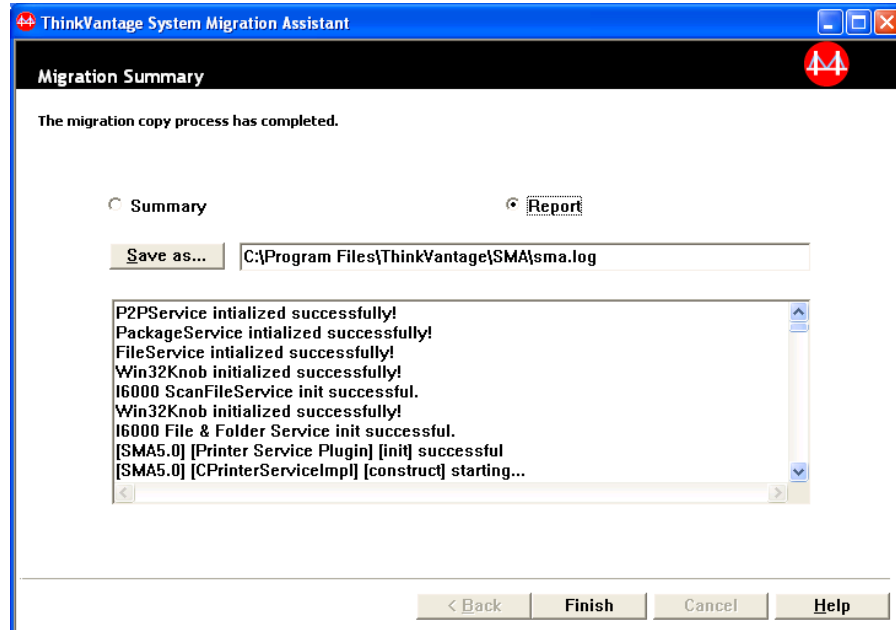 ThinkVantage System Migration Assistant
Migration Summary
The migration copy process has completed.
Summary
Report
Save as...
C:\Program Files\ThinkVantage\SMA\sma.log
P2PService intialized successfully!
PackageService intialized successfully!
FileService intialized successfully!
Win32Knob initialized successfully!
I6000 ScanFileService init successful.
Win32Knob initialized successfully!
I6000 File & Folder Service init successful.
[SMA5.0] [Printer Service Plugin] [init] successful
[SMA5.0] [CPrinterServiceImpl] [construct] starting...
< Back
Finish
Cancel
Help